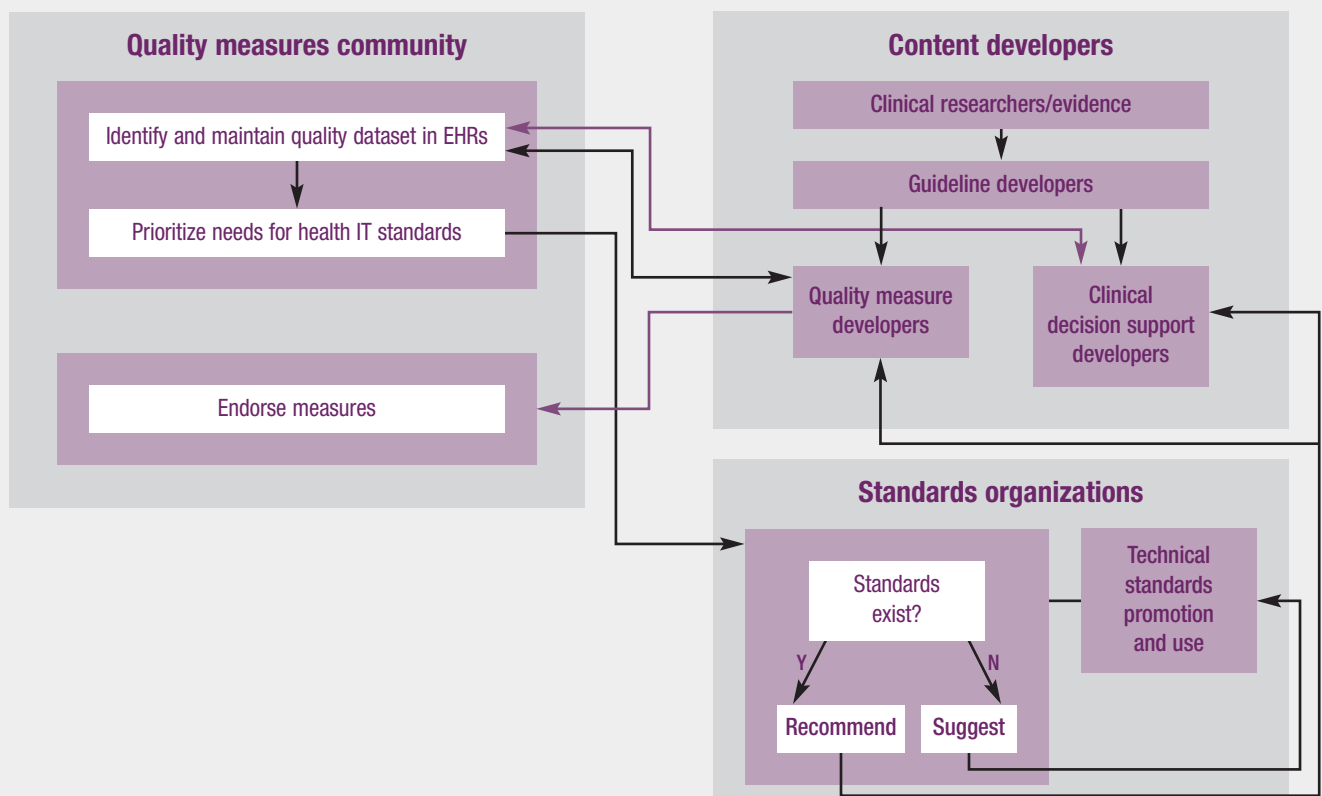 Quality measures community
Identify and maintain quality dataset in EHRs
Prioritize needs for health IT standards
Endorse measures
Content developers
Clinical researchers/evidence
Guideline developers
Quality measure
developers
Clinical
decision support
developers
Standards organizations
Standards
exist?
Y
N
Recommend
Suggest
Technical
standards
promotion
and use